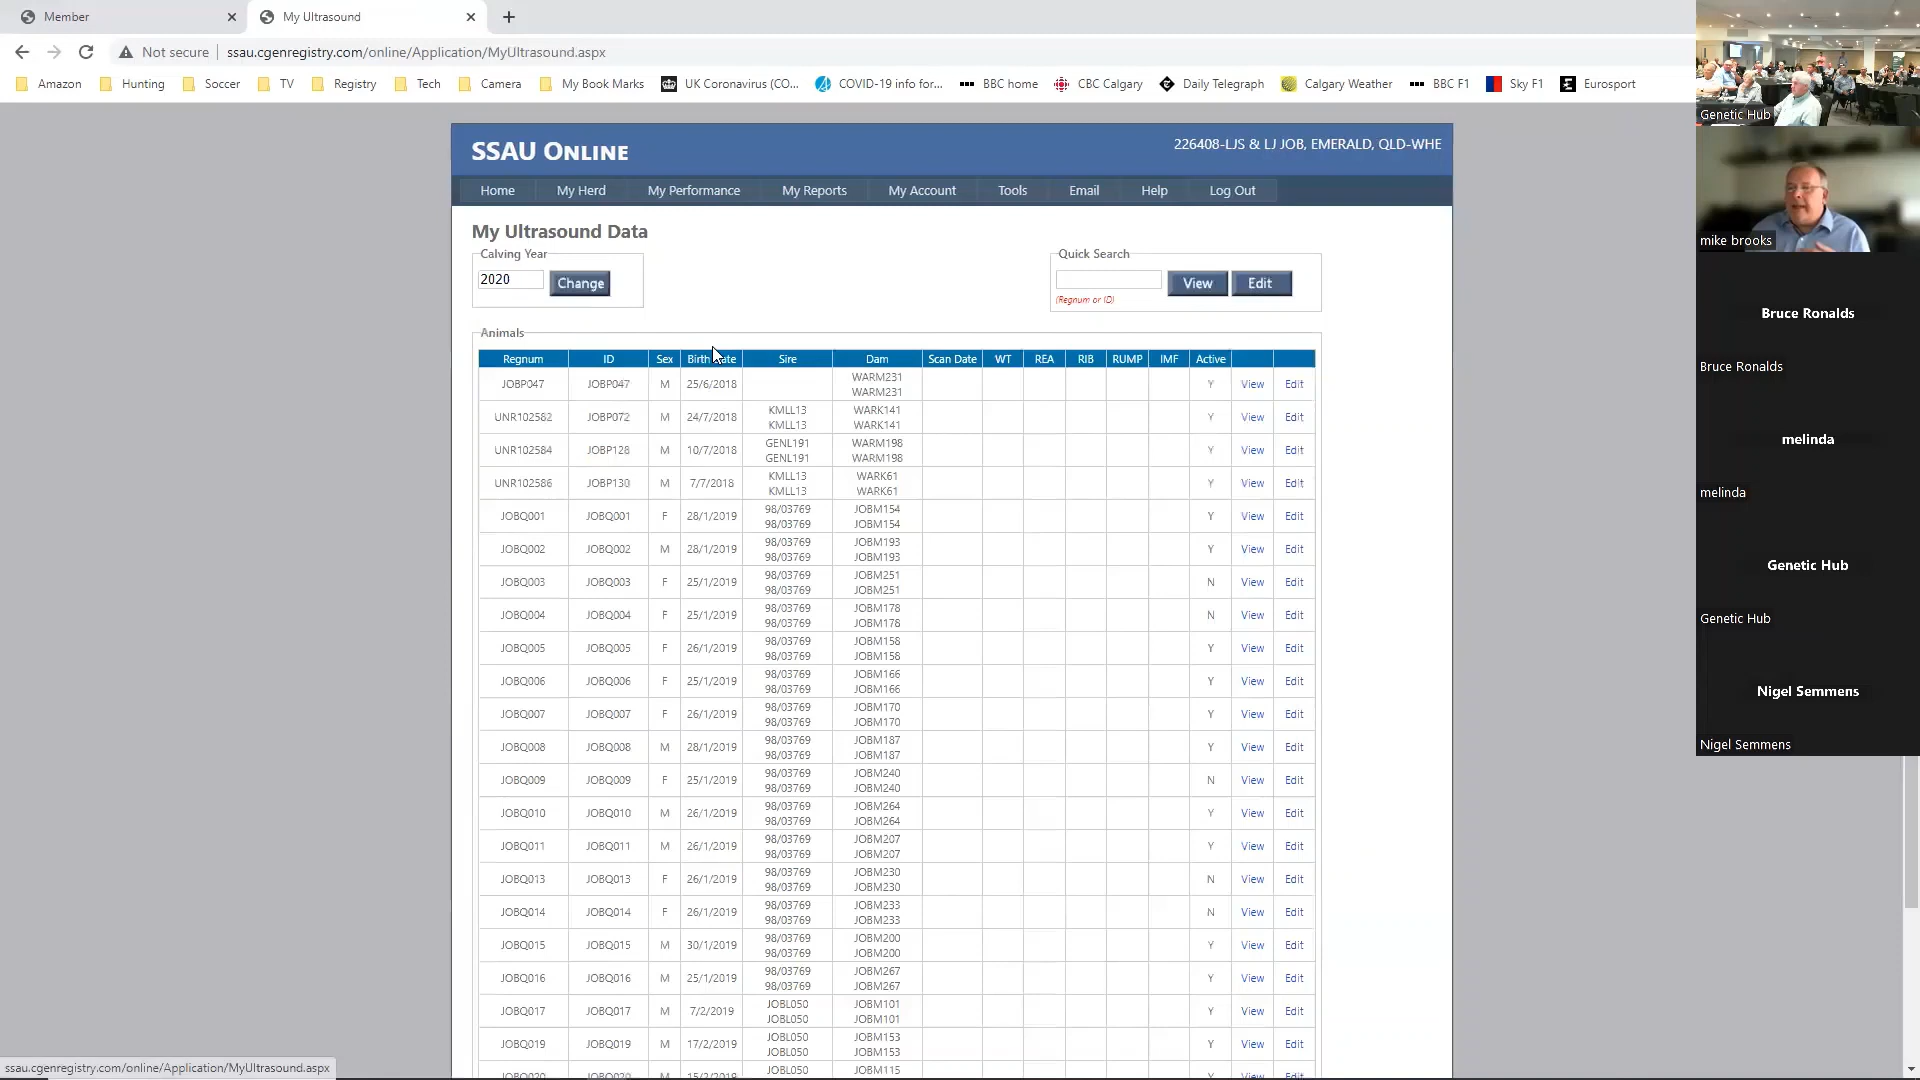 Member
My Ultrasound
Not secure
ssau.cgenregistry.com/online/Application/MyUltrasound.aspx
Amazon Hunting Soccer TV Registry Tech Camera My Book Marks UK Coronavirus (CO... COVID-19 info for... BBC home CBC Calgary Daily Telegraph Calgary Weather BBC F1 Sky F1 Eurosport
SSAU ONLINE
226408-LJS & LJ JOB, EMERALD, QLD-WHE
Home My Herd My Performance My Reports My Account Tools Email Help Log Out
My Ultrasound Data
Calving Year
2020 Change
Quick Search
View Edit
(Regnum or ID)
Animals
Regnum ID Sex Sire Dam Scan Date WT REA RIB RUMP IMF Active
JOBP047 JOBP047 M 25/6/2018 WARM231 Y View Edit
WARM231
UNR102582 JOBP072 M 24/7/2018 KMLL13 WARK141 Y View Edit
KMLL13 WARK141
UNR102584 JOBP128 M 10/7/2018 GENL191 WARM198 Y View Edit
GENL191 WARM198
UNR102586 JOBP130 M 7/7/2018 KMLL13 WARK61 Y View Edit
KMLL13 WARK61
JOBQ001 JOBQ001 F 28/1/2019 98/03769 JOBM154 Y View Edit
98/03769 JOBM154
JOBQ002 JOBQ002 M 28/1/2019 98/03769 JOBM193 Y View Edit
98/03769 JOBM193
JOBQ003 JOBQ003 F 25/1/2019 98/03769 JOBM251 N View Edit
98/03769 JOBM251
JOBQ004 JOBQ004 F 25/1/2019 98/03769 JOBM178 N View Edit
98/03769 JOBM178
JOBQ005 JOBQ005 F 26/1/2019 98/03769 JOBM158 Y View Edit
98/03769 JOBM158
JOBQ006 JOBQ006 F 25/1/2019 98/03769 JOBM166 Y View Edit
98/03769 JOBM166
JOBQ007 JOBQ007 F 26/1/2019 98/03769 JOBM170 Y View Edit
98/03769 JOBM170
JOBQ008 JOBQ008 M 28/1/2019 98/03769 JOBM187 Y View Edit
98/03769 JOBM187
JOBQ009 JOBQ009 F 25/1/2019 98/03769 JOBM240 N View Edit
98/03769 JOBM240
JOBQ010 JOBQ010 M 26/1/2019 98/03769 JOBM264 Y View Edit
98/03769 JOBM264
JOBQ011 JOBQ011 M 26/1/2019 98/03769 JOBM207 Y View Edit
98/03769 JOBM207
JOBQ013 JOBQ013 F 26/1/2019 98/03769 JOBM230 N View Edit
98/03769 JOBM230
JOBQ014 JOBQ014 F 26/1/2019 98/03769 JOBM233 N View Edit
98/03769 JOBM233
JOBQ015 JOBQ015 M 30/1/2019 98/03769 JOBM200 Y View Edit
98/03769 JOBM200
JOBQ016 JOBQ016 M 25/1/2019 98/03769 JOBM267 Y View Edit
98/03769 JOBM267
JOBQ017 JOBQ017 M 7/2/2019 JOBL050 JOBM101 Y View Edit
JOBL050 JOBM101
JOBQ019 JOBQ019 M 17/2/2019 JOBL050 JOBM153 Y View Edit
JOBL050 JOBM153
JOBQ020 JOBQ020 M 15/2/2019 JOBL050 JOBM115 Y View Edit
ssau.cgenregistry.com/online/Application/MyUltrasound.aspx
Genetic Hub
mike brooks
Bruce Ronalds
Bruce Ronalds
melinda
melinda
Genetic Hub
Genetic Hub
Nigel Semmens
Nigel Semmens